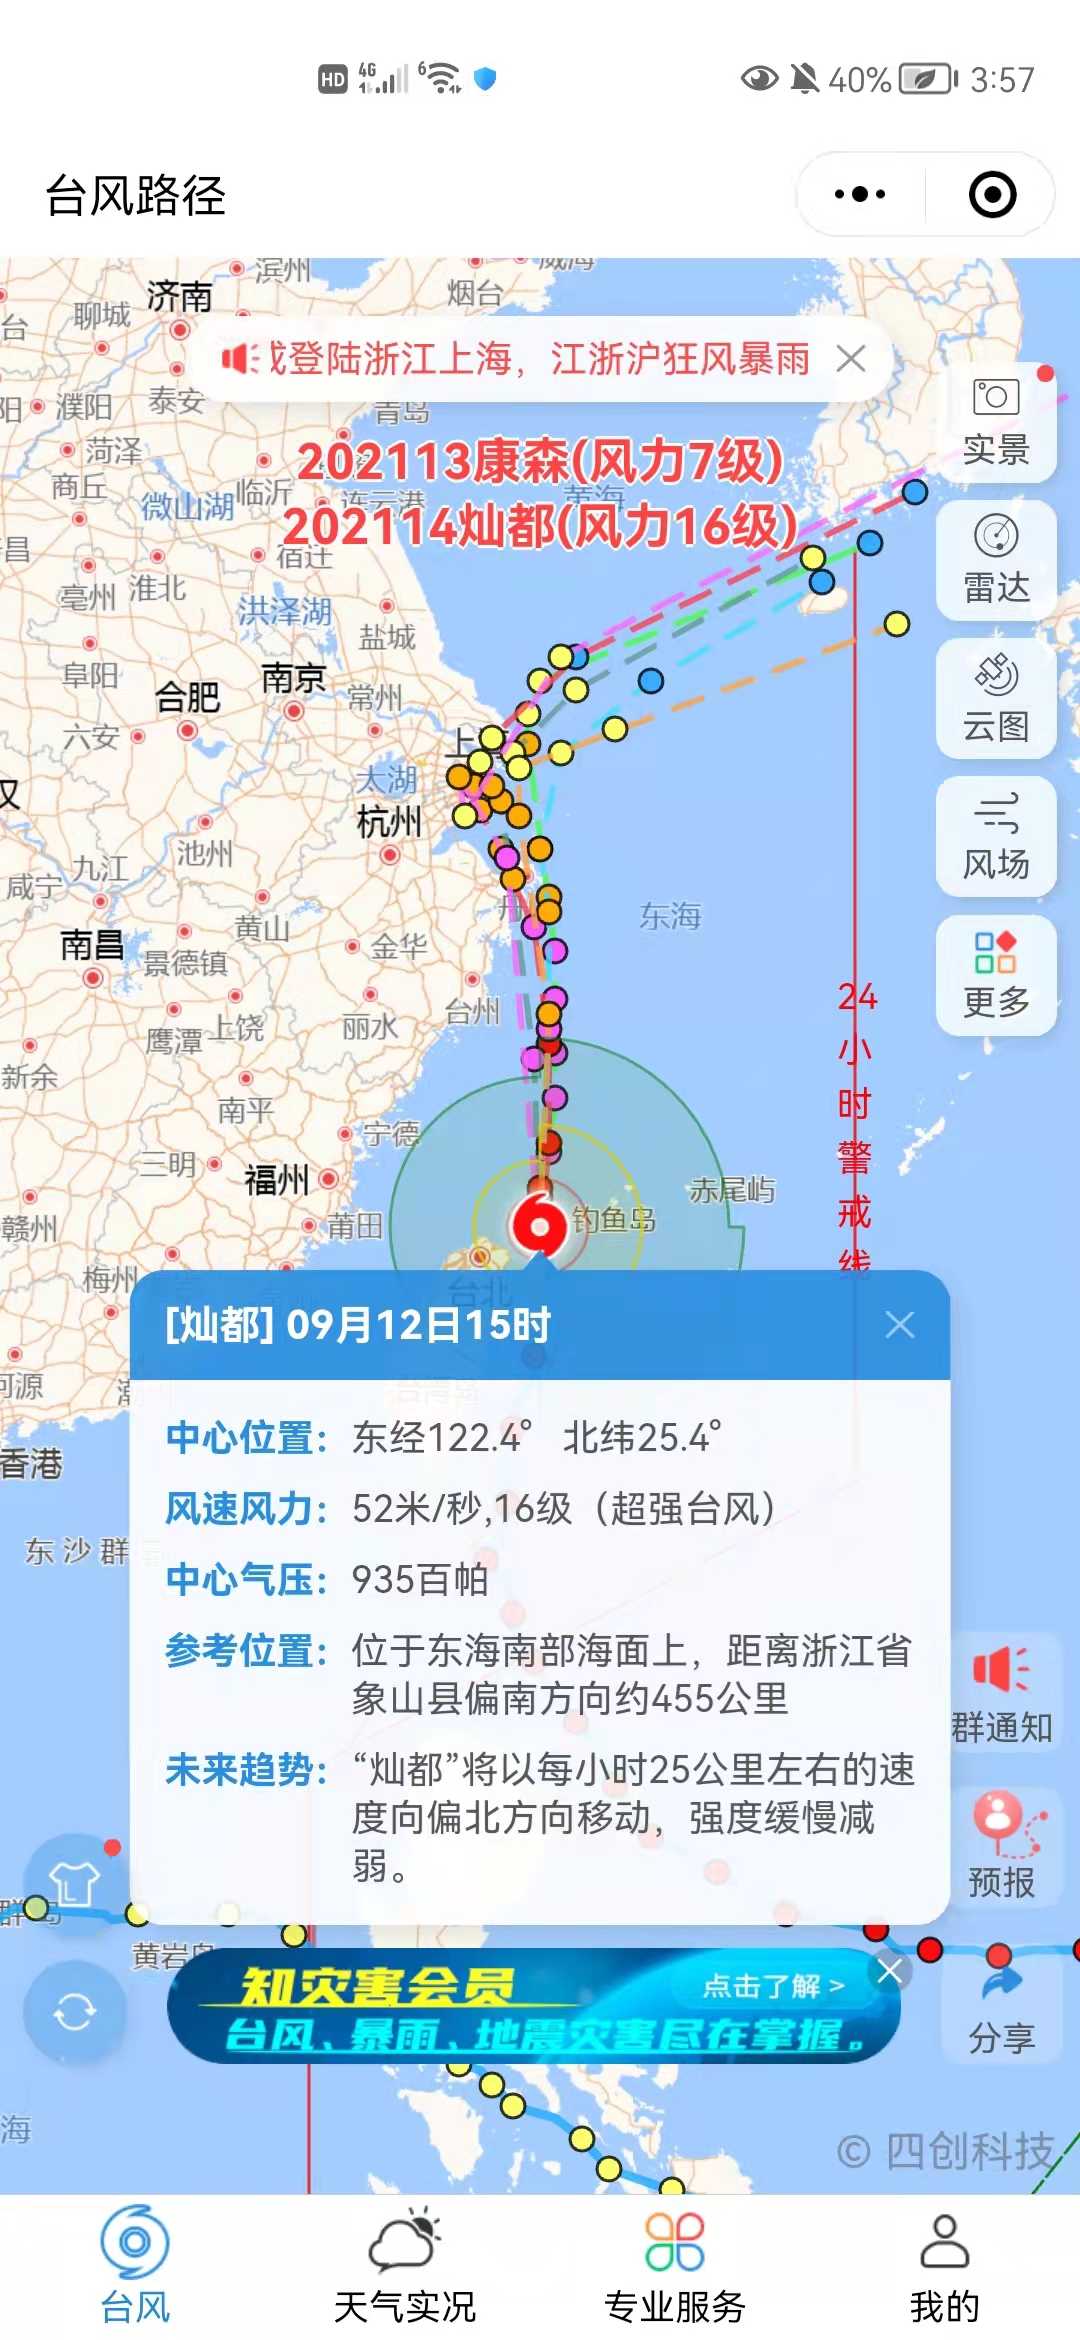 HD 4G 6 40% 3:57
台风路径
滨州
威海
烟台
济南
聊城
台
登陆浙江上海，江浙沪狂风暴雨
泰安
濮阳
阳
青岛
实景
菏泽
202113康森(风力7级)
商丘
临沂
连云港
微山湖
黄海
202114灿都(风力16级)
昌
宿迁
淮北
亳州
雷达
洪泽湖
盐城
阜阳
南京
合肥
常州
六安
云图
上海
太湖
汉
杭州
池州
九江
风场
咸宁
黄山
东海
南昌
金华
景德镇
台州
丽水
更多
上饶
鹰潭
24小时警戒线
新余
南平
宁德
三明
福州
赤尾屿
钓鱼岛
莆田
赣州
梅州
台北
[灿都] 09月12日15时
河源
台湾岛
中心位置： 东经122.4° 北纬25.4°
香港
风速风力： 52米/秒,16级（超强台风）
东沙群岛
中心气压： 935百帕
参考位置： 位于东海南部海面上，距离浙江省
象山县偏南方向约455公里
群通知
未来趋势： “灿都”将以每小时25公里左右的速
度向偏北方向移动，强度缓慢减
弱。
预报
群岛
黄岩岛
知灾害会员
点击了解 >
台风、暴雨、地震灾害尽在掌握。
分享
海
© 四创科技
台风 天气实况 专业服务 我的